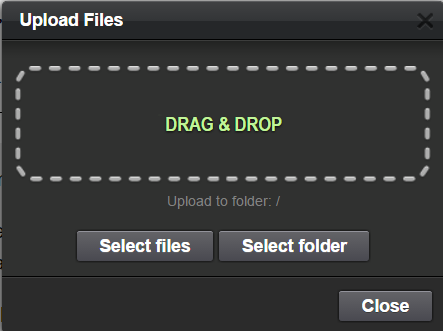 Upload Files
DRAG & DROP
Upload to folder: /
Select files Select folder
Close